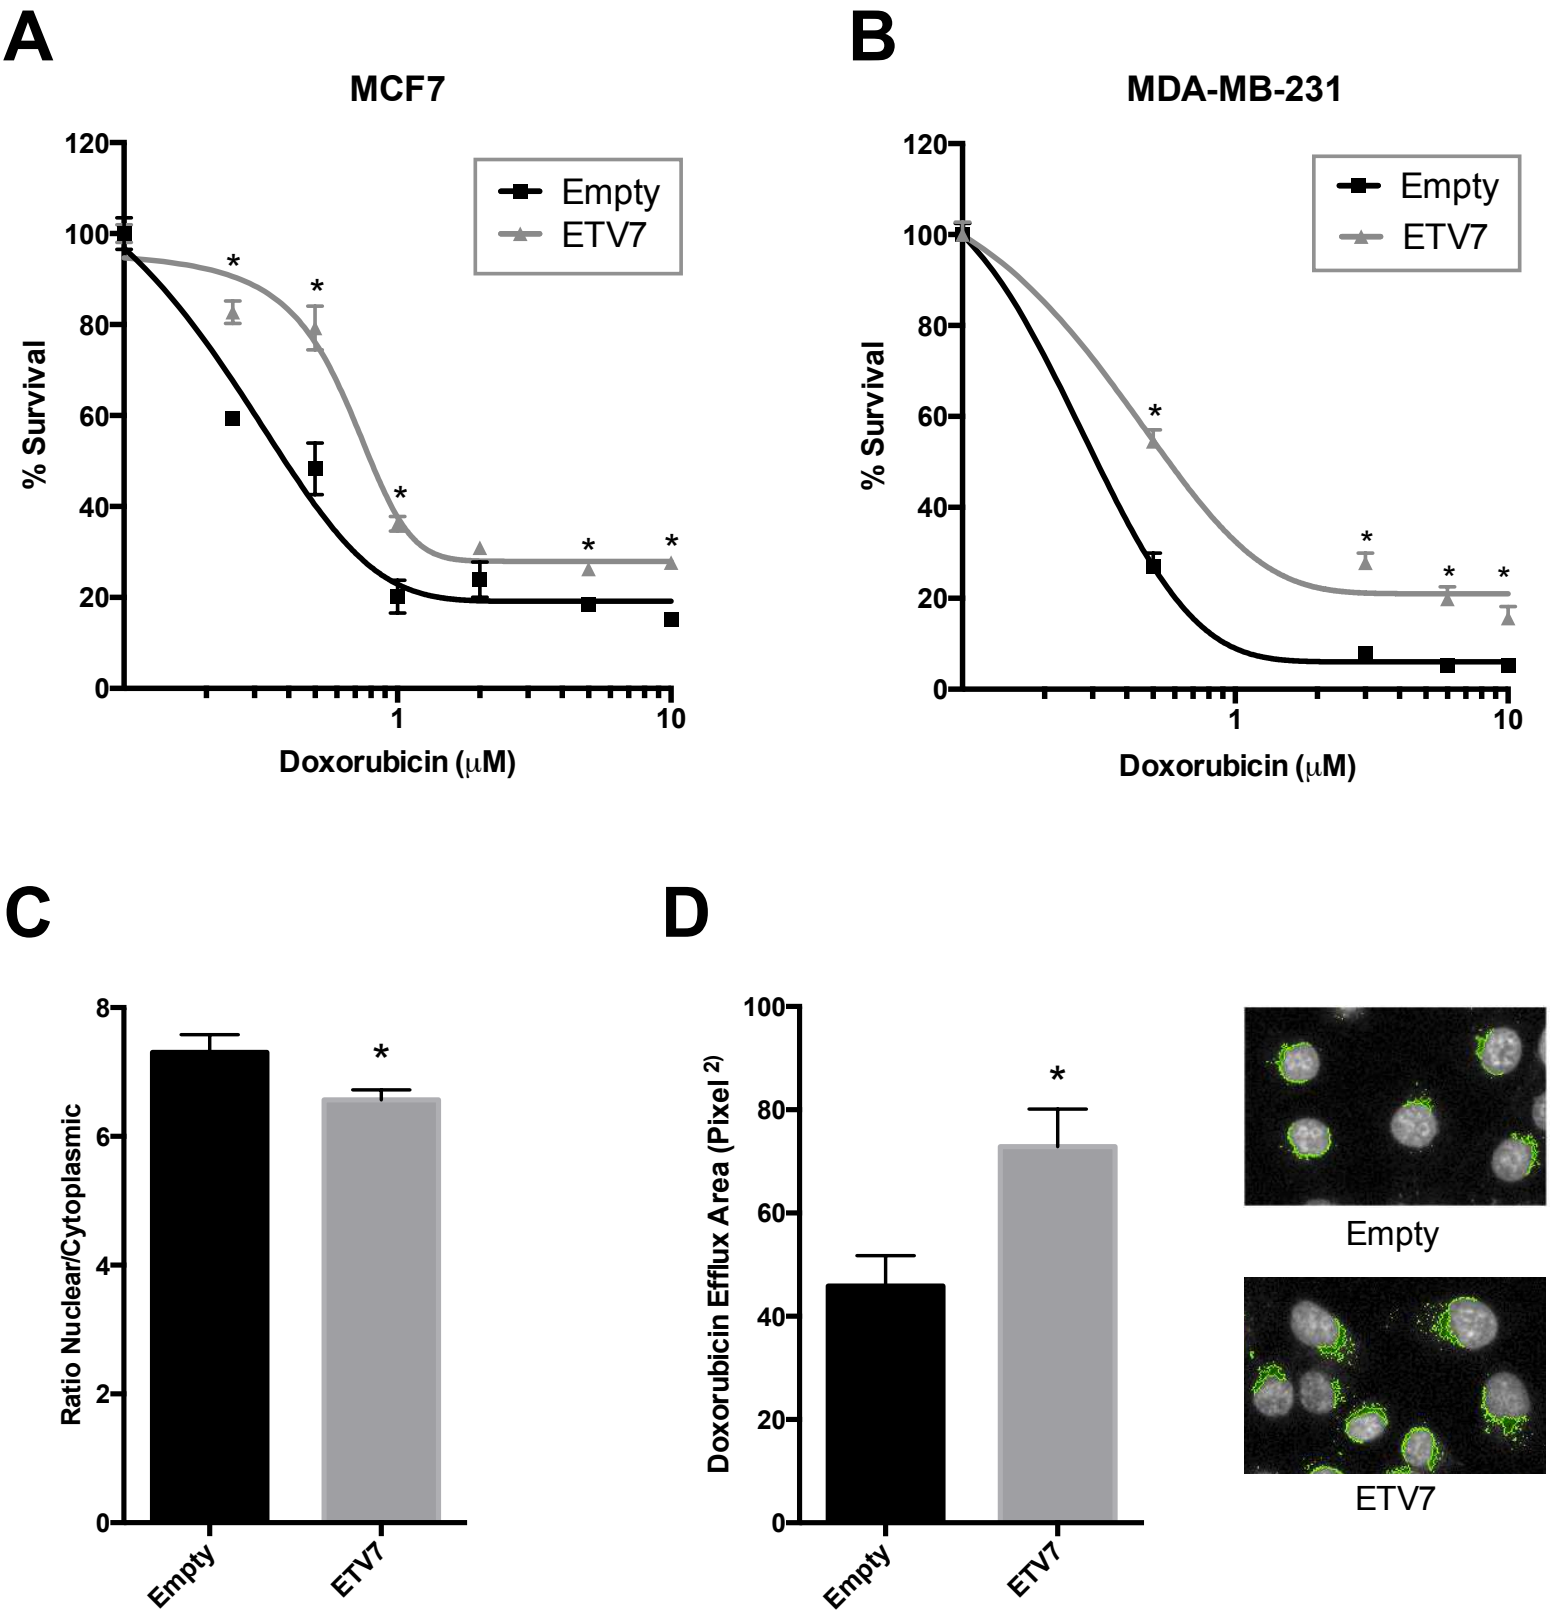 A
B
MCF7
MDA-MB-231
120
100
80
60
40
20
0
% Survival
Empty
ETV7
*
*
*
*
*
1
10
Doxorubicin (μM)
120
100
80
60
40
20
0
% Survival
Empty
ETV7
*
*
*
*
1
10
Doxorubicin (μM)
C
D
8
6
4
2
0
Ratio Nuclear/Cytoplasmic
*
Empty
ETV7
100
80
60
40
20
0
Doxorubicin Efflux Area (Pixel 2)
*
Empty
ETV7
Empty
ETV7